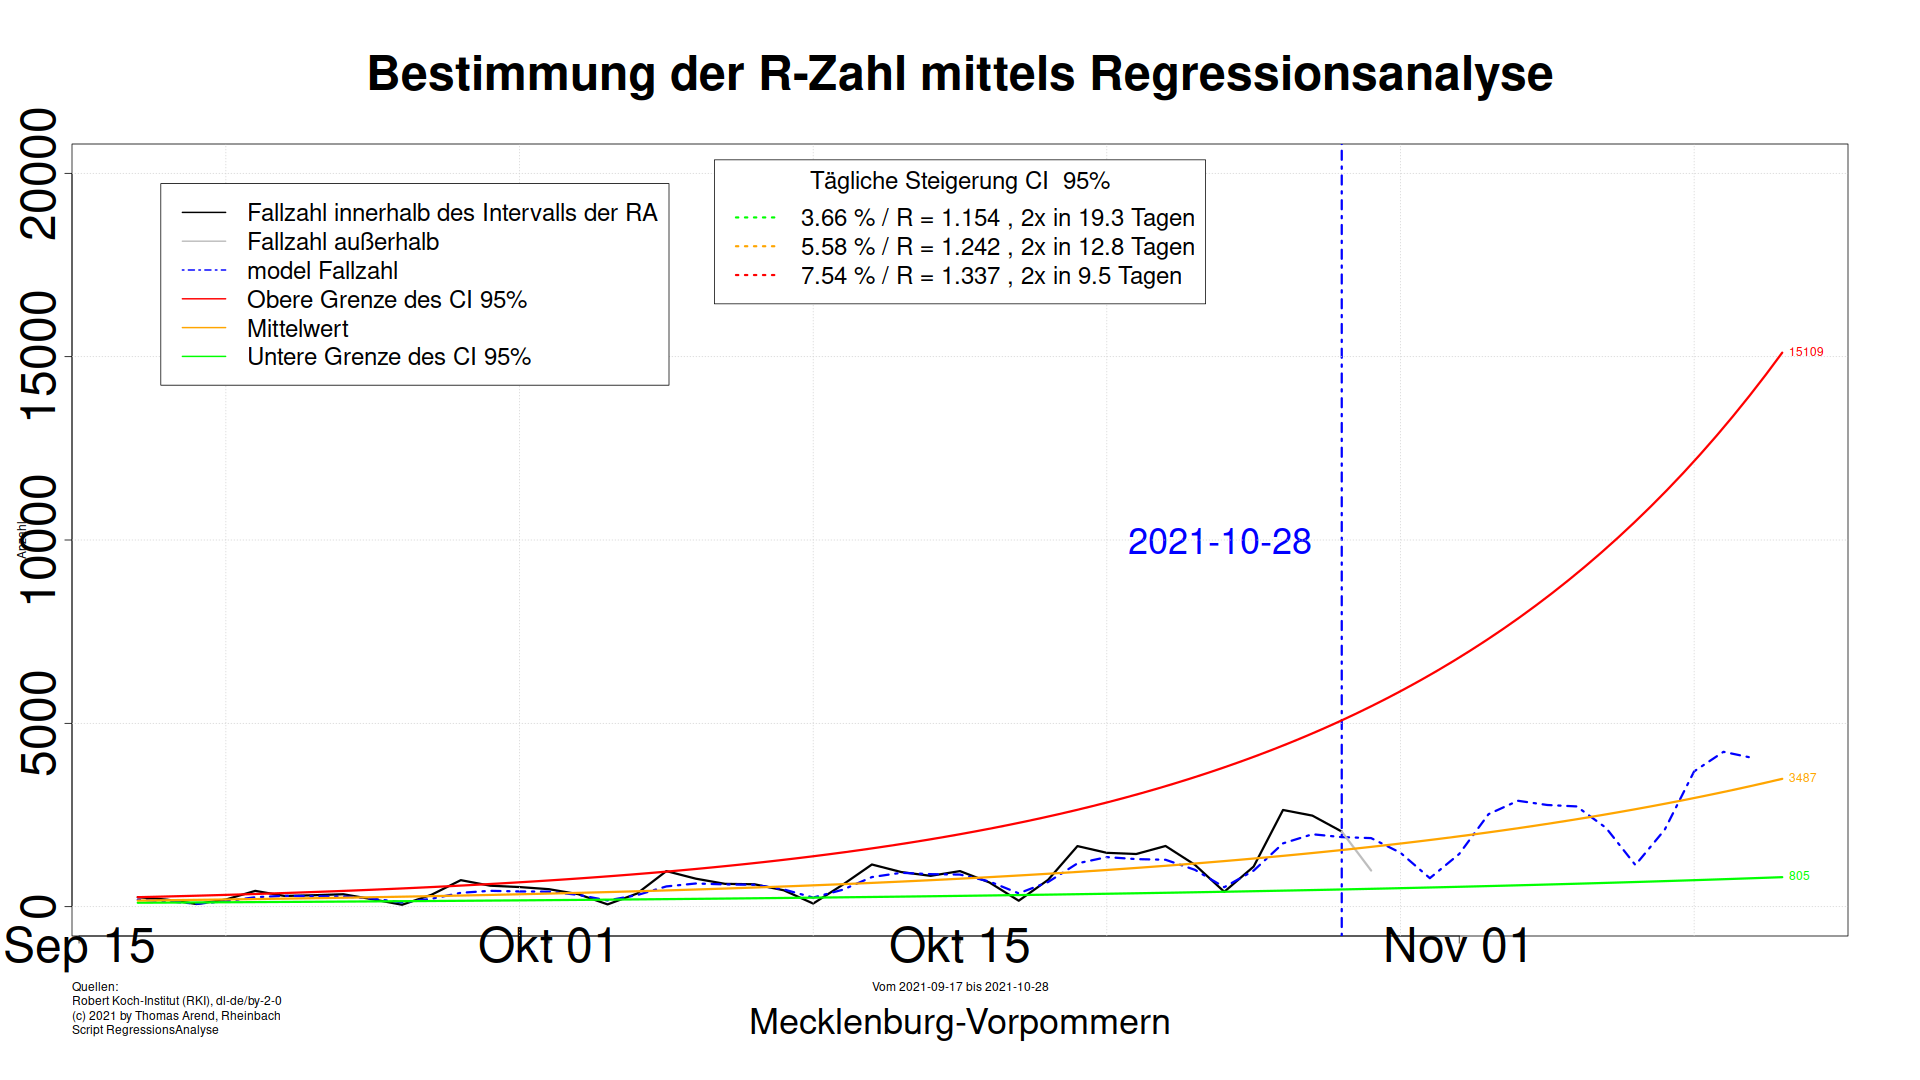 Bestimmung der R-Zahl mittels Regressionsanalyse
Anzahl
20000
15000
10000
5000
0
Fallzahl innerhalb des Intervalls der RA
Fallzahl außerhalb
model Fallzahl
Obere Grenze des CI 95%
Mittelwert
Untere Grenze des CI 95%
Tägliche Steigerung CI  95%
3.66 % / R = 1.154 , 2x in 19.3 Tagen
5.58 % / R = 1.242 , 2x in 12.8 Tagen
7.54 % / R = 1.337 , 2x in 9.5 Tagen
2021-10-28
15109
3487
805
Sep 15
Okt 01
Okt 15
Nov 01
Quellen:
Robert Koch-Institut (RKI), dl-de/by-2-0
(c) 2021 by Thomas Arend, Rheinbach
Script RegressionsAnalyse
Vom 2021-09-17 bis 2021-10-28
Mecklenburg-Vorpommern